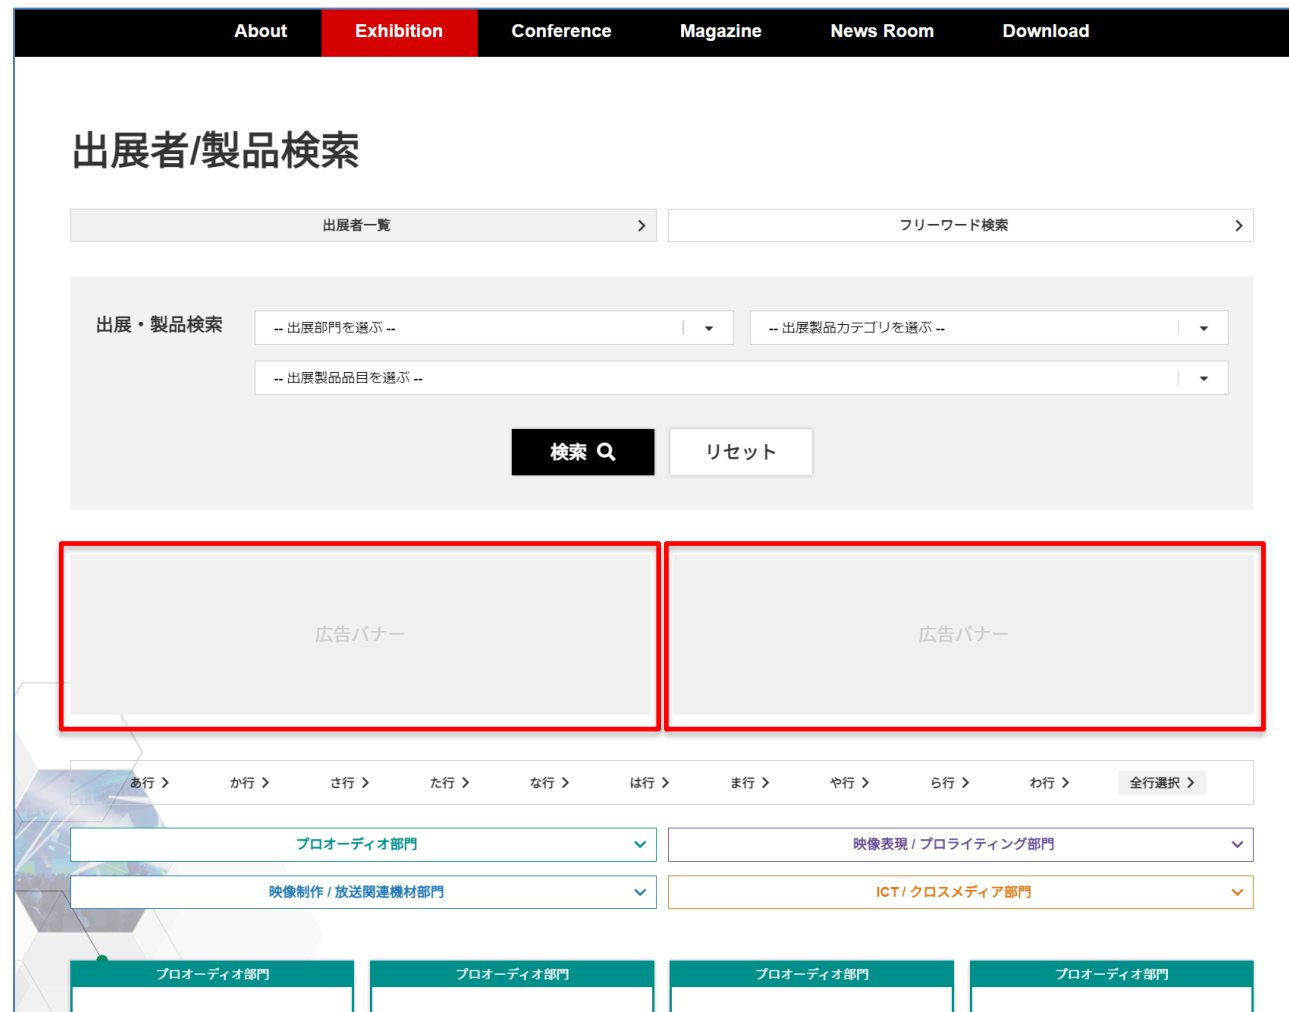 About Exhibition Conference Magazine News Room Download
出展者/製品検索
出展者一覧 フリーワード検索
出展・製品検索 -- 出展部門を選ぶ -- -- 出展製品カテゴリを選ぶ --
-- 出展製品品目を選ぶ --
検索 リセット
広告バナー 広告バナー
あ行 か行 さ行 た行 な行 は行 ま行 や行 ら行 わ行 全行選択
プロオーディオ部門 映像表現 / プロライティング部門
映像制作 / 放送関連機材部門 ICT / クロスメディア部門
プロオーディオ部門 プロオーディオ部門 プロオーディオ部門 プロオーディオ部門